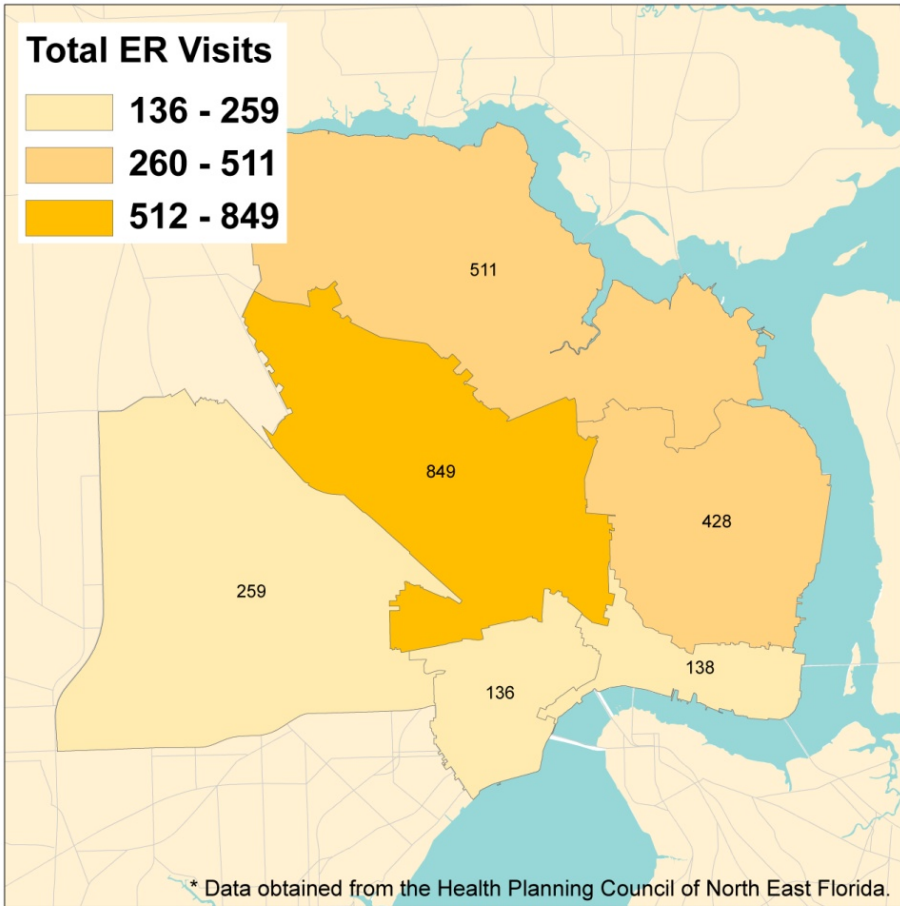 Total ER Visits
136 - 259
260 - 511
512 - 849
511
849
428
259
138
136
* Data obtained from the Health Planning Council of North East Florida.